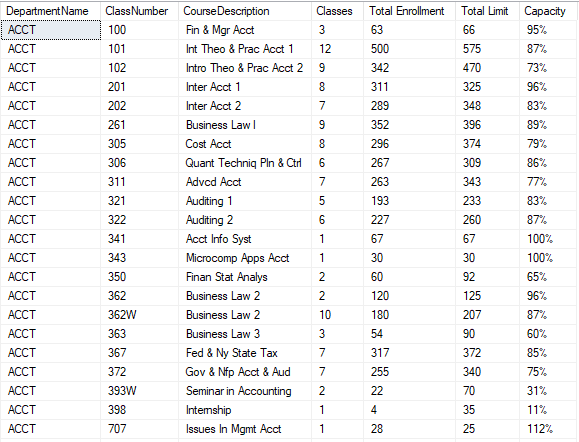 DepartmentName ClassNumber CourseDescription Classes Total Enrollment Total Limit Capacity
ACCT 100 Fin & Mgr Acct 3 63 66 95%
ACCT 101 Int Theo & Prac Acct 1 12 500 575 87%
ACCT 102 Intro Theo & Prac Acct 2 9 342 470 73%
ACCT 201 Inter Acct 1 8 311 325 96%
ACCT 202 Inter Acct 2 7 289 348 83%
ACCT 261 Business Law I 9 352 396 89%
ACCT 305 Cost Acct 8 296 374 79%
ACCT 306 Quant Techniq Pln & Ctrl 6 267 309 86%
ACCT 311 Advcd Acct 7 263 343 77%
ACCT 321 Auditing 1 5 193 233 83%
ACCT 322 Auditing 2 6 227 260 87%
ACCT 341 Acct Info Syst 1 67 67 100%
ACCT 343 Microcomp Apps Acct 1 30 30 100%
ACCT 350 Finan Stat Analys 2 60 92 65%
ACCT 362 Business Law 2 2 120 125 96%
ACCT 362W Business Law 2 10 180 207 87%
ACCT 363 Business Law 3 3 54 90 60%
ACCT 367 Fed & Ny State Tax 7 317 372 85%
ACCT 372 Gov & Nfp Acct & Aud 7 255 340 75%
ACCT 393W Seminar in Accounting 2 22 70 31%
ACCT 398 Internship 1 4 35 11%
ACCT 707 Issues In Mgmt Acct 1 28 25 112%